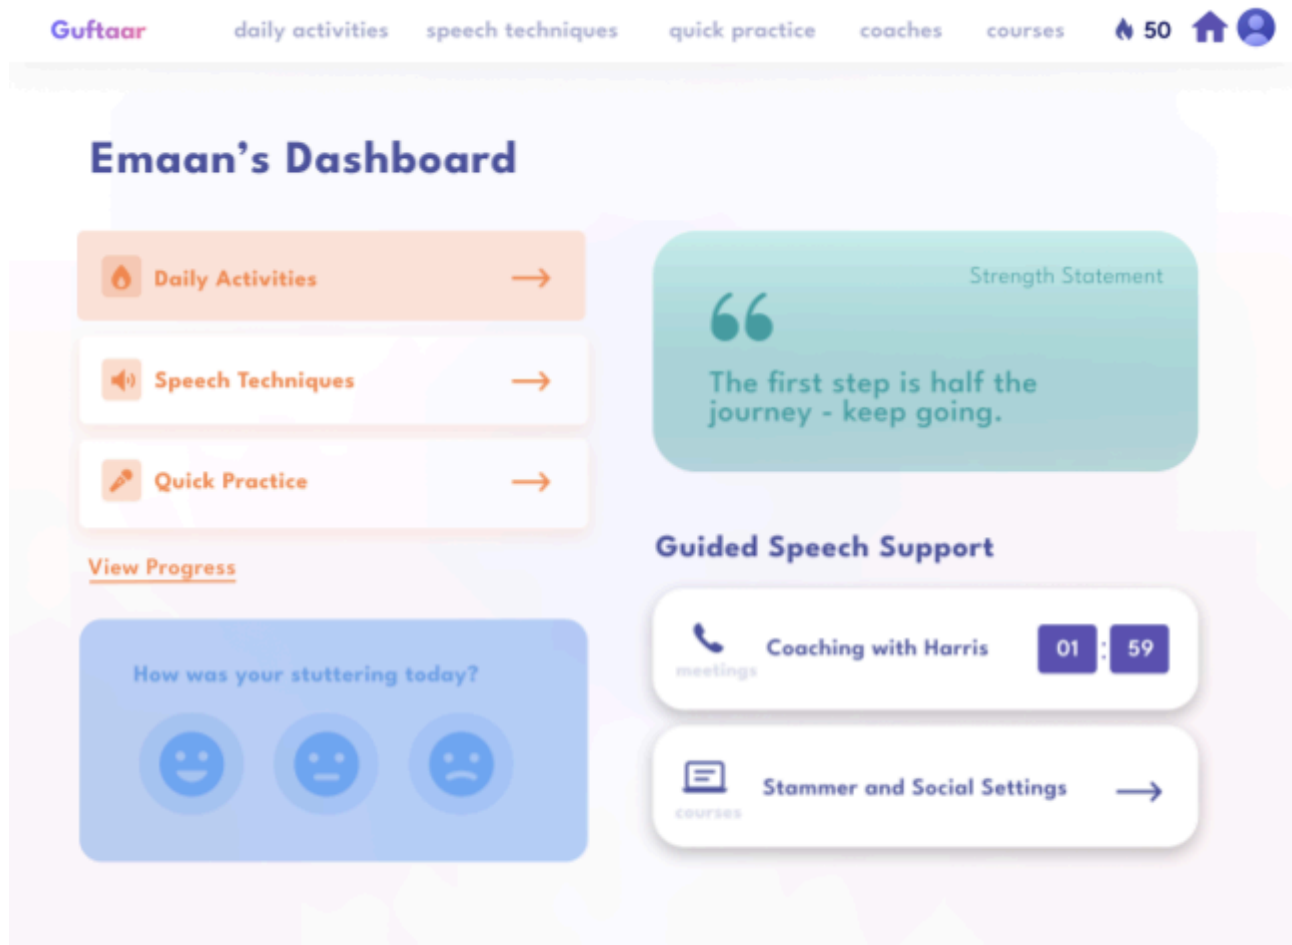 Guftaar
daily activities
speech techniques
quick practice
coaches
courses
50
Emaan's Dashboard
Daily Activities
Speech Techniques
Quick Practice
View Progress
How was your stuttering today?
Strength Statement
“
The first step is half the
journey - keep going.
Guided Speech Support
meetings
Coaching with Harris
01 : 59
courses
Stammer and Social Settings